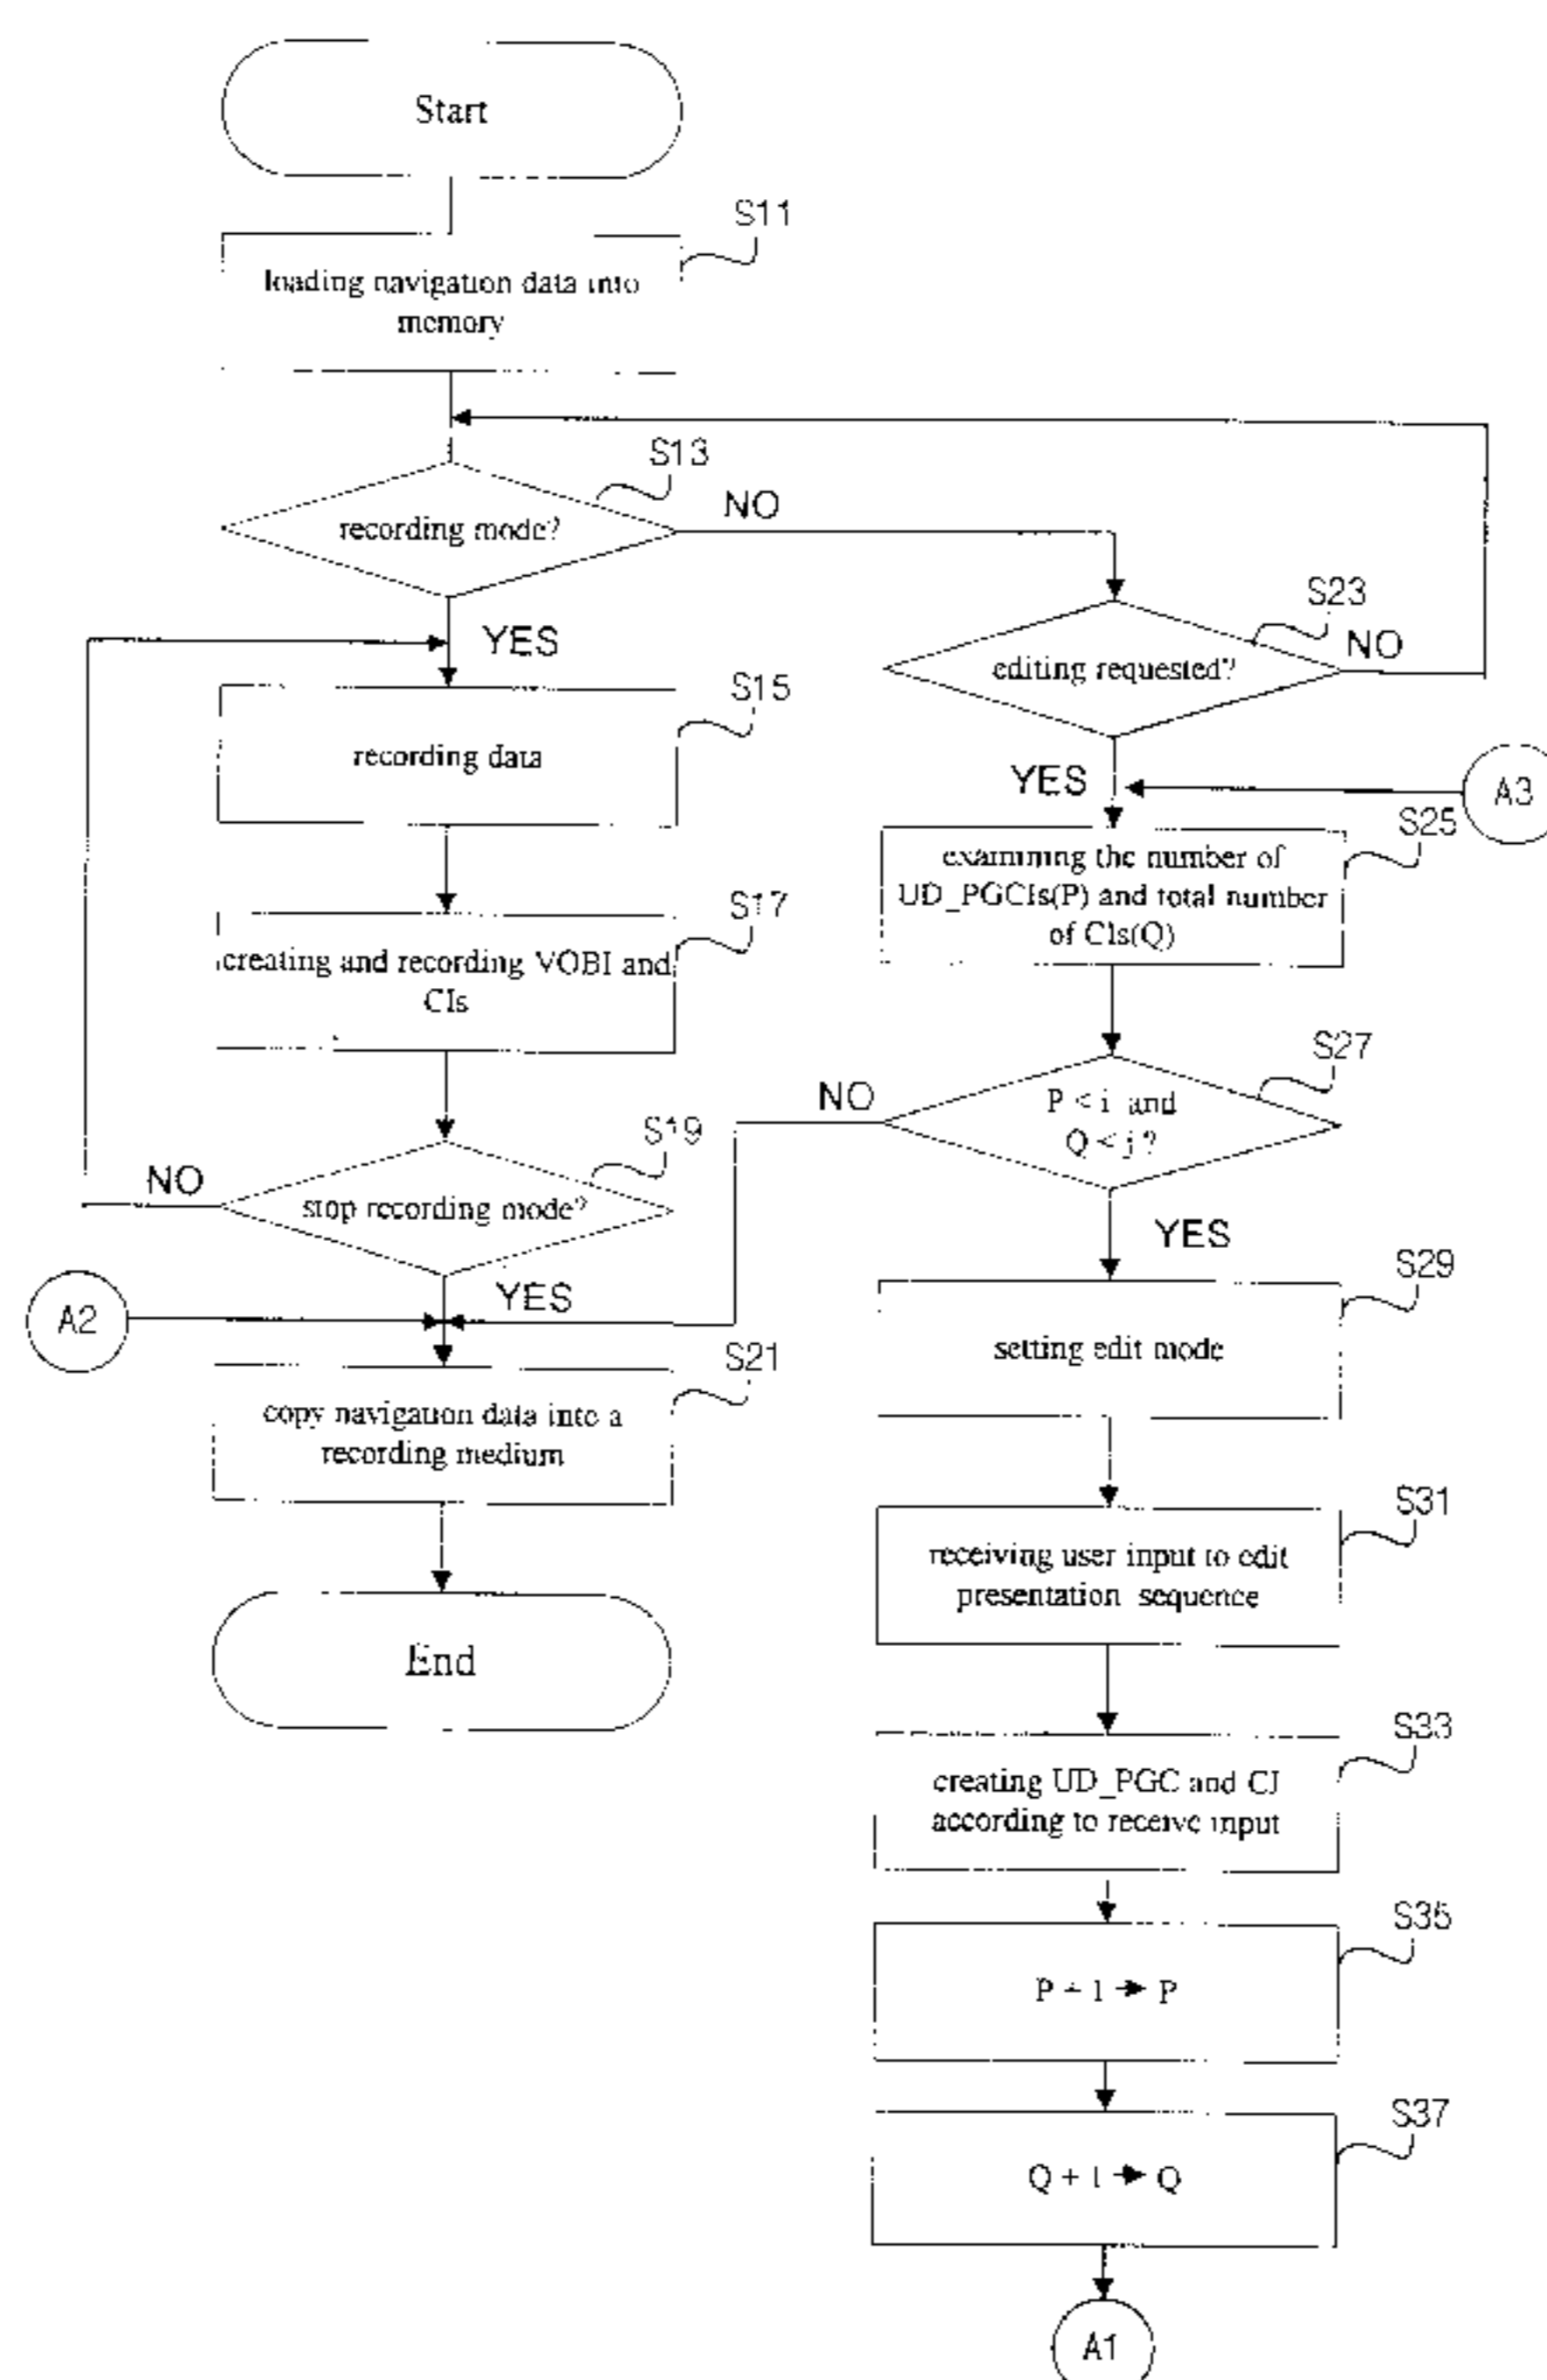 Start
S11
loading navigation data into
memory
S13
recording mode?
NO
YES
S23
editing requested?
NO
S15
recording data
YES
A3
S25
examining the number of
UD_PGCIs(P) and total number
of CIs(Q)
S17
creating and recording VOBI and
CIs
S27
P < i and
Q < j ?
NO
YES
S19
stop recording mode?
NO
YES
A2
S21
copy navigation data into a
recording medium
End
S29
setting edit mode
S31
receiving user input to edit
presentation sequence
S33
creating UD_PGC and CI
according to receive input
S35
P + 1 → P
S37
Q + 1 → Q
A1